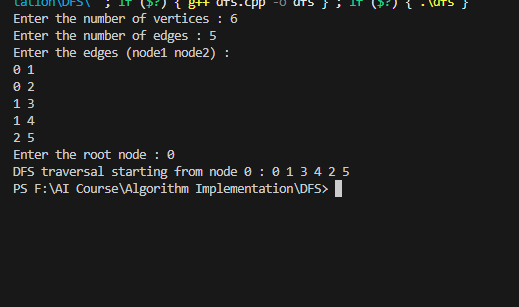 tation\DFS\" ; if ($?) { g++ dfs.cpp -o dfs } ; if ($?) { .\dfs }
Enter the number of vertices : 6
Enter the number of edges : 5
Enter the edges (node1 node2) :
0 1
0 2
1 3
1 4
2 5
Enter the root node : 0
DFS traversal starting from node 0 : 0 1 3 4 2 5
PS F:\AI Course\Algorithm Implementation\DFS>